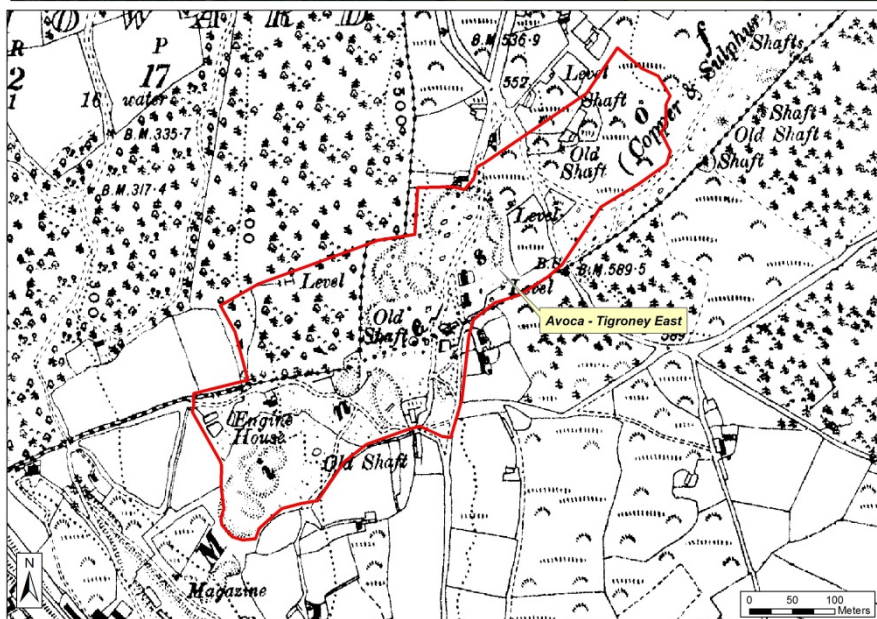 O W A R D
R P
2 17
1 16 water
B.M. 536·9
552
f
Shafts
Level
Shaft
(Copper & Sulphur
o
Old
Shaft
Shaft
Old Shaft
Shaft
B.M. 335·7
B.M. 317·4
300
300
Level
Level
s
B.M. 589·5
Level
Avoca - Tigroney East
589
Old
Shaft
e
n
Engine
House
i
Old Shaft
M
Magazine
N
0 50 100
Meters